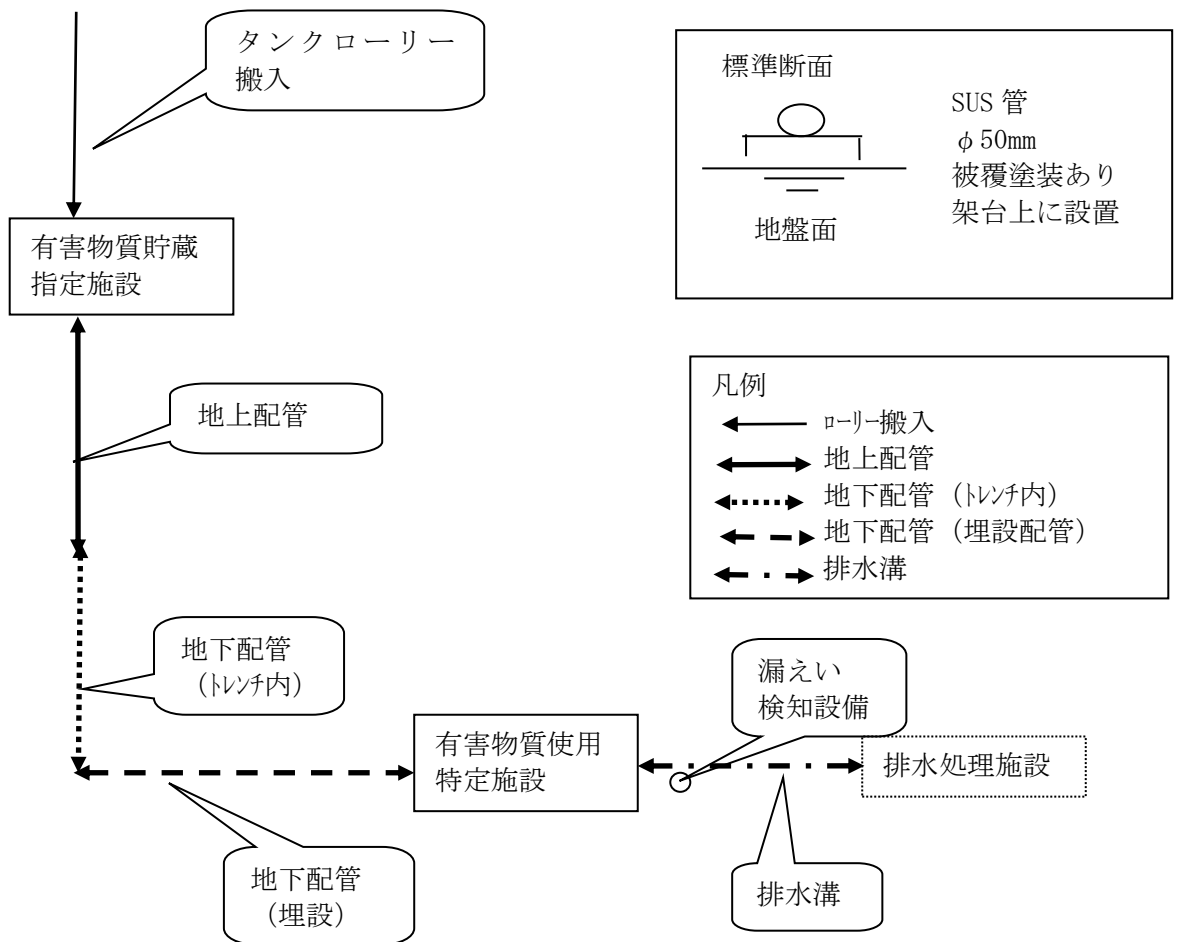 タンクローリー
搬入
標準断面
SUS 管
φ50mm
被覆塗装あり
架台上に設置
地盤面
有害物質貯蔵
指定施設
地上配管
凡例
ﾛｰﾘｰ搬入
地上配管
地下配管（ﾄﾚﾝﾁ内）
地下配管（埋設配管）
排水溝
地下配管
（ﾄﾚﾝﾁ内）
漏えい
検知設備
有害物質使用
特定施設
排水処理施設
地下配管
（埋設）
排水溝